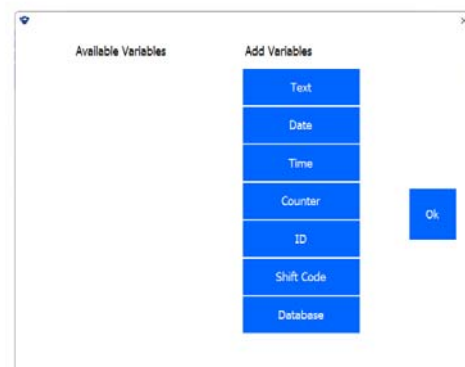 Available Variables
Add Variables
Text
Date
Time
Counter
Ok
ID
Shift Code
Database